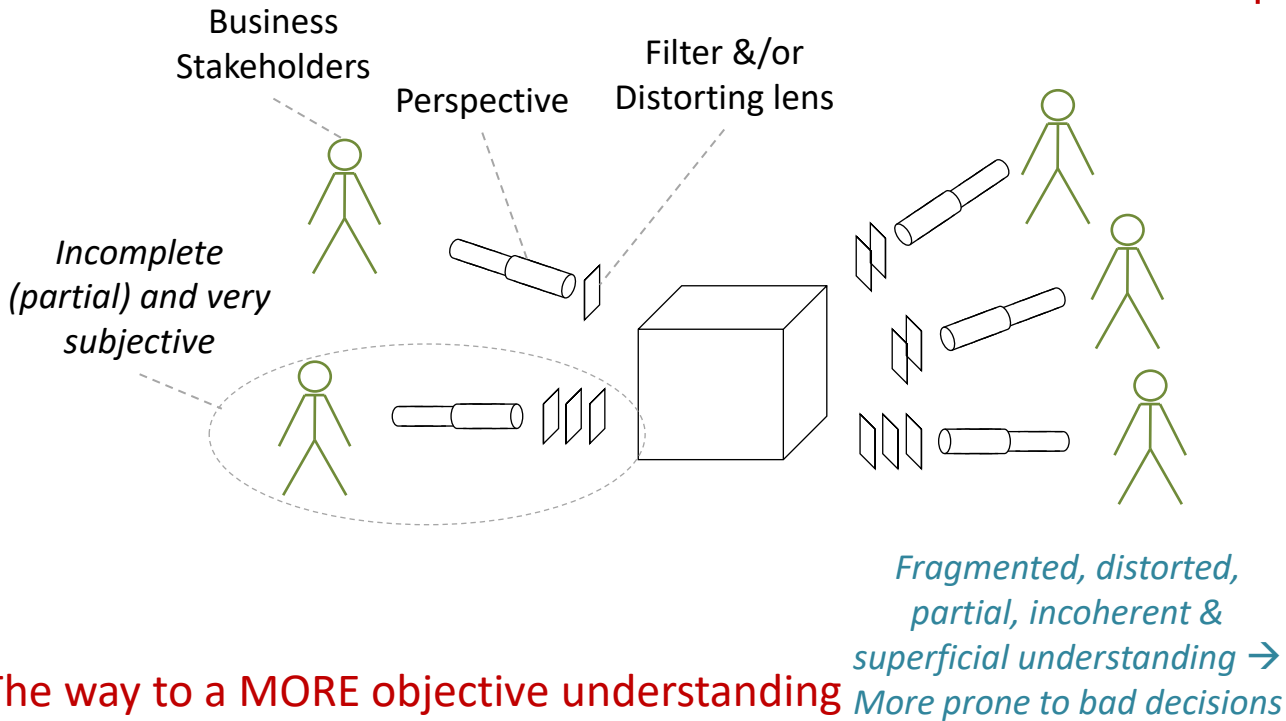 Business
Stakeholders
Perspective
Filter &/or
Distorting lens
Incomplete
(partial) and very
subjective
Fragmented, distorted,
partial, incoherent &
superficial understanding →
More prone to bad decisions
The way to a MORE objective understanding